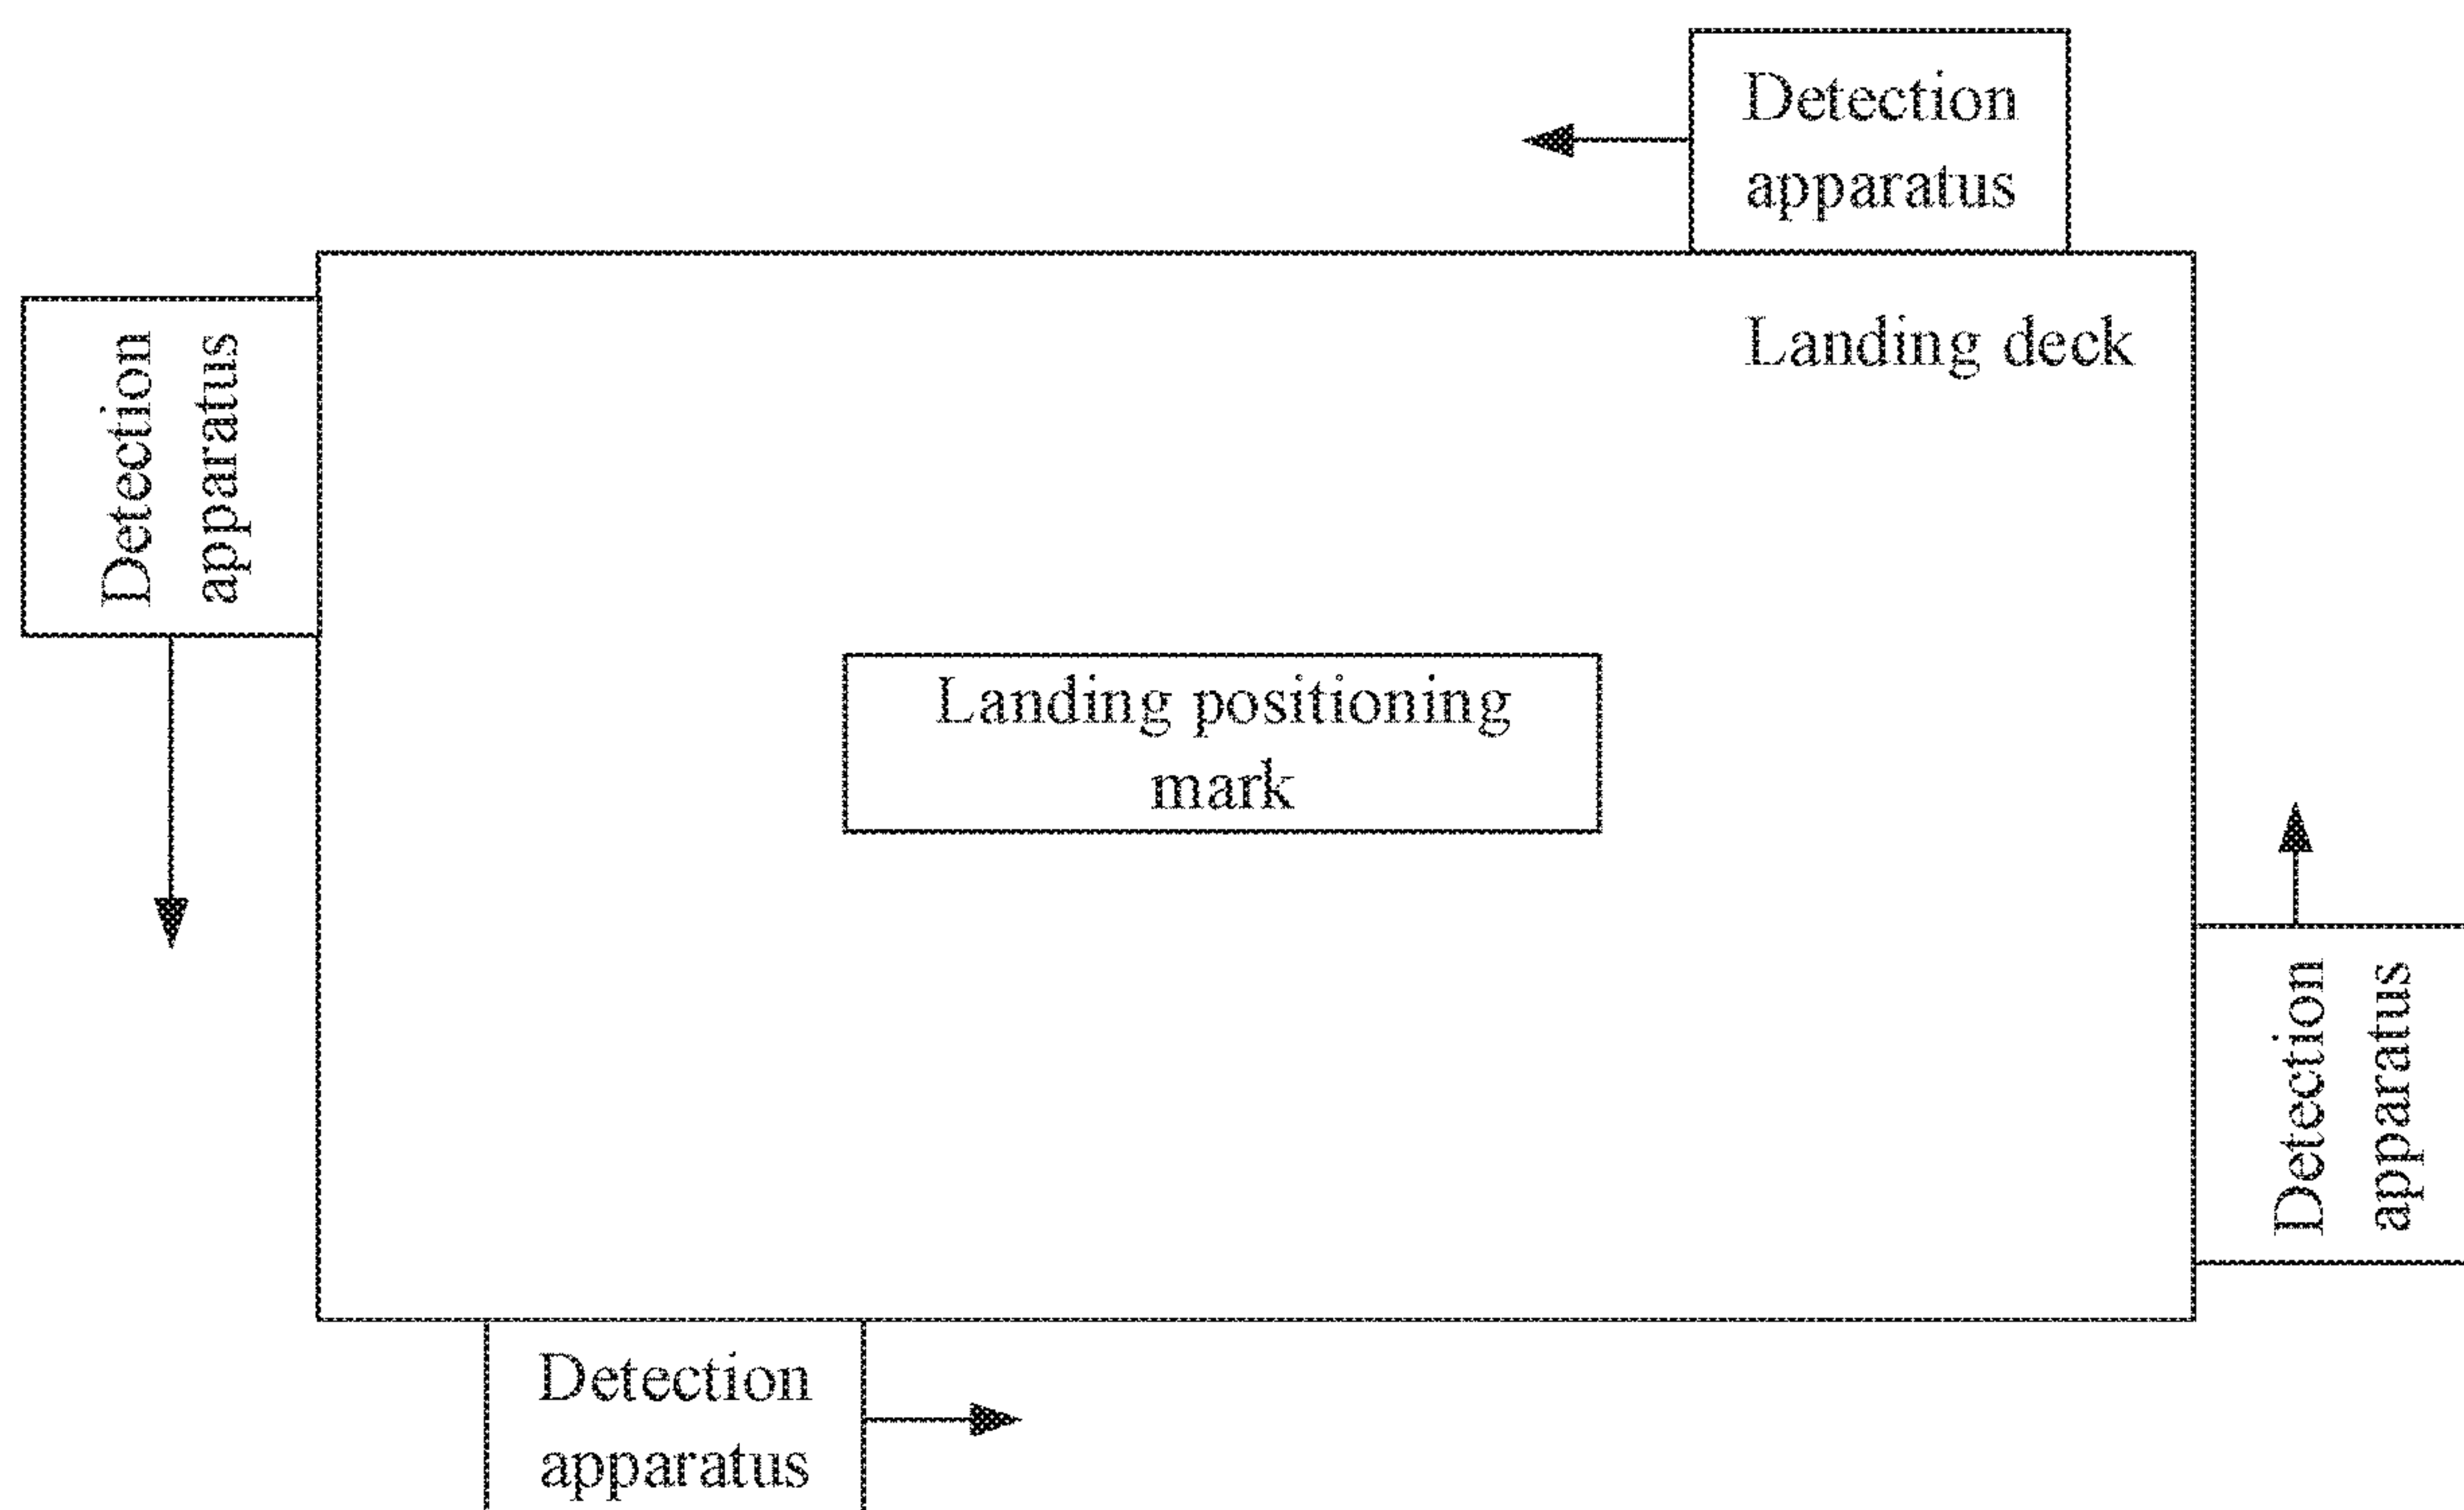 Detection
apparatus
Landing deck
Detection
apparatus
Landing positioning
mark
Detection
apparatus
Detection
apparatus